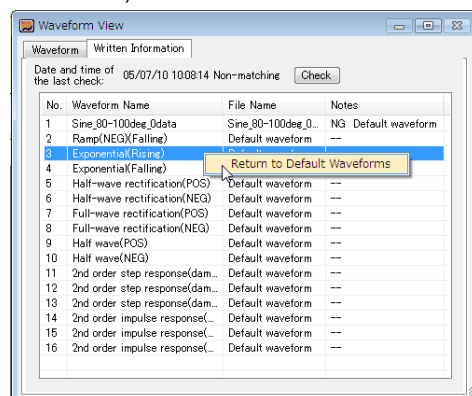 Waveform View
Waveform Written Information
Date and time of the last check: 05/07/10 10:08:14 Non-matching Check
No. Waveform Name File Name Notes
1 Sine_80-100deg_0data Sine_80-100deg_0... NG Default waveform
2 Ramp(NEG)(Falling) Default waveform --
3 Exponential(Rising)
Return to Default Waveforms
4 Exponential(Falling)
5 Half-wave rectification(POS) Default waveform --
6 Half-wave rectification(NEG) Default waveform --
7 Full-wave rectification(POS) Default waveform --
8 Full-wave rectification(NEG) Default waveform --
9 Half wave(POS) Default waveform --
10 Half wave(NEG) Default waveform --
11 2nd order step response(dam... Default waveform --
12 2nd order step response(dam... Default waveform --
13 2nd order step response(dam... Default waveform --
14 2nd order impulse response(... Default waveform --
15 2nd order impulse response(... Default waveform --
16 2nd order impulse response(... Default waveform --